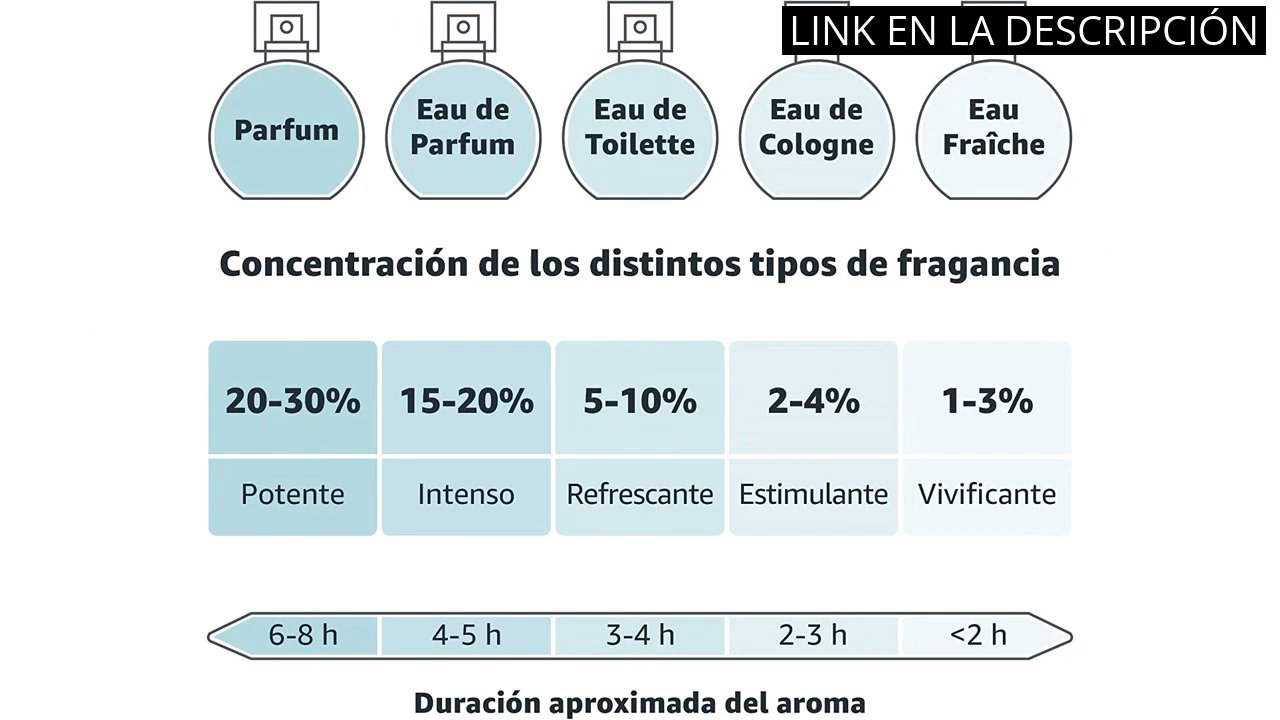 LINK EN LA DESCRIPCIÓN
Parfum
Eau de
Parfum
Eau de
Toilette
Eau de
Cologne
Eau
Fraîche
Concentración de los distintos tipos de fragancia
20-30% 15-20% 5-10% 2-4% 1-3%
Potente Intenso Refrescante Estimulante Vivificante
6-8 h 4-5 h 3-4 h 2-3 h <2 h
Duración aproximada del aroma